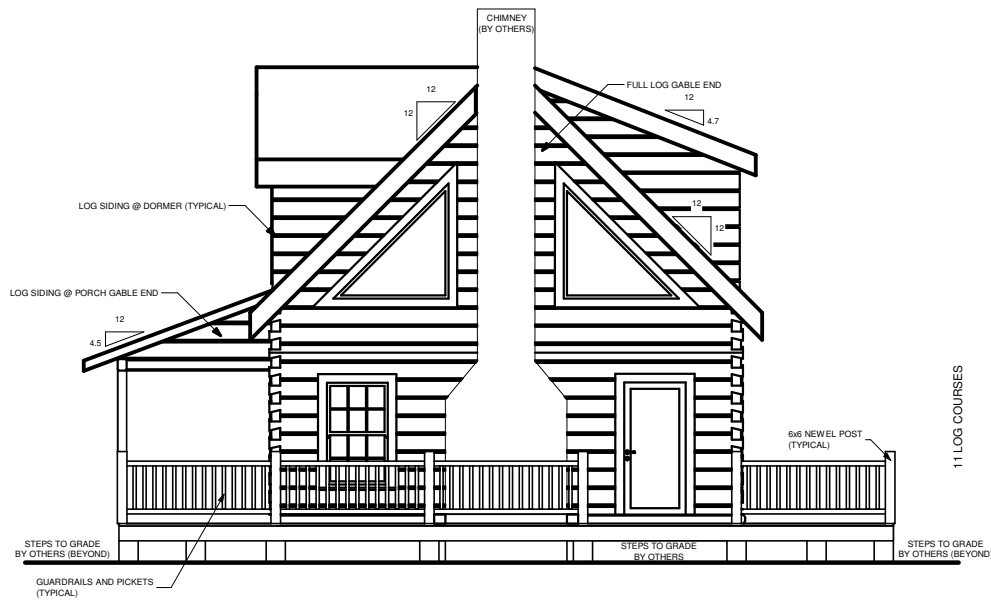 CHIMNEY
(BY OTHERS)
FULL LOG GABLE END
12
12
12
4.7
LOG SIDING @ DORMER (TYPICAL)
12
12
LOG SIDING @ PORCH GABLE END
12
4.5
11 LOG COURSES
6x6 NEWEL POST
(TYPICAL)
STEPS TO GRADE
BY OTHERS (BEYOND)
STEPS TO GRADE
BY OTHERS
STEPS TO GRADE
BY OTHERS (BEYOND)
GUARDRAILS AND PICKETS
(TYPICAL)